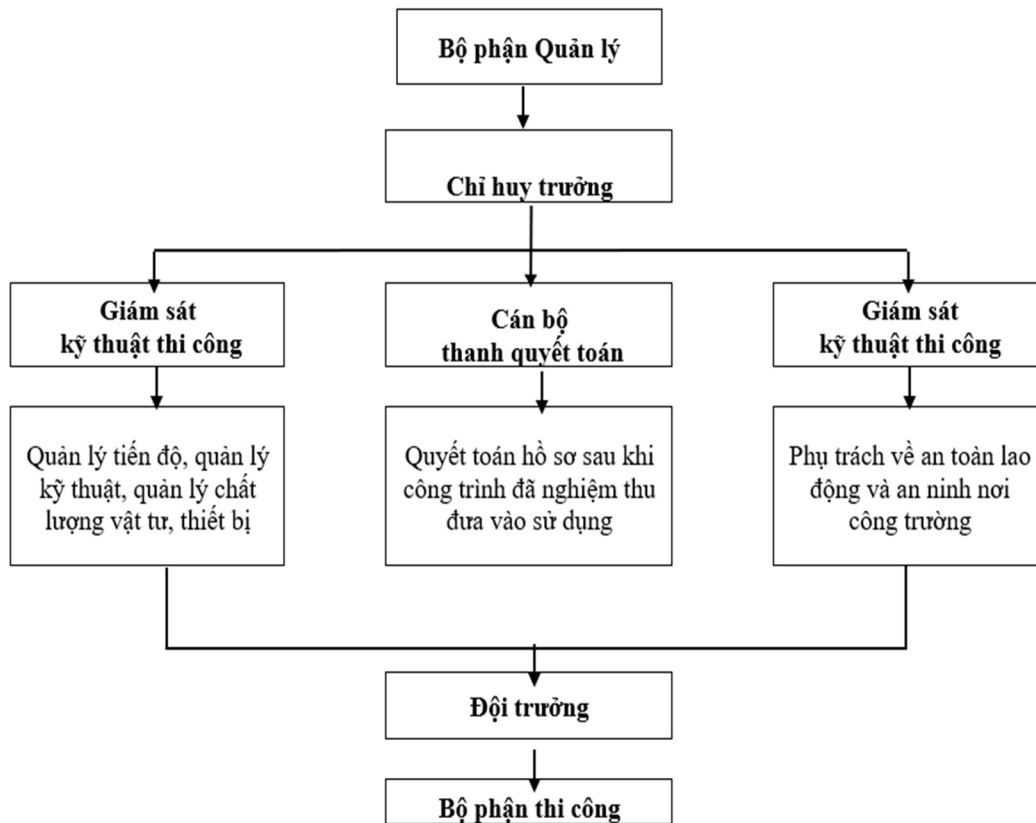 Bộ phận Quản lý
Chỉ huy trưởng
Giám sát
kỹ thuật thi công
Cán bộ
thanh quyết toán
Giám sát
kỹ thuật thi công
Quản lý tiến độ, quản lý
kỹ thuật, quản lý chất
lượng vật tư, thiết bị
Quyết toán hồ sơ sau khi
công trình đã nghiệm thu
đưa vào sử dụng
Phụ trách về an toàn lao
động và an ninh nơi
công trường
Đội trưởng
Bộ phận thi công